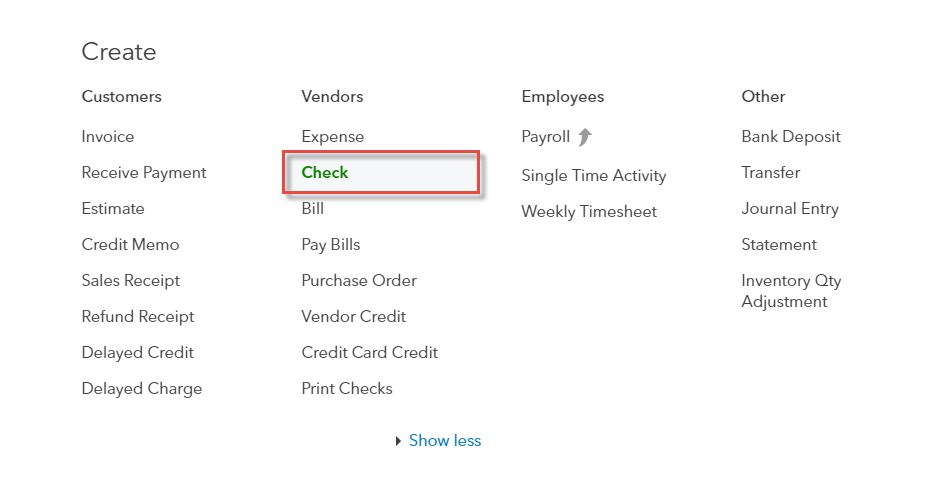 Create
Customers
Invoice
Receive Payment
Estimate
Credit Memo
Sales Receipt
Refund Receipt
Delayed Credit
Delayed Charge
Vendors
Expense
Check
Bill
Pay Bills
Purchase Order
Vendor Credit
Credit Card Credit
Print Checks
Employees
Payroll
Single Time Activity
Weekly Timesheet
Other
Bank Deposit
Transfer
Journal Entry
Statement
Inventory Qty
Adjustment
Show less